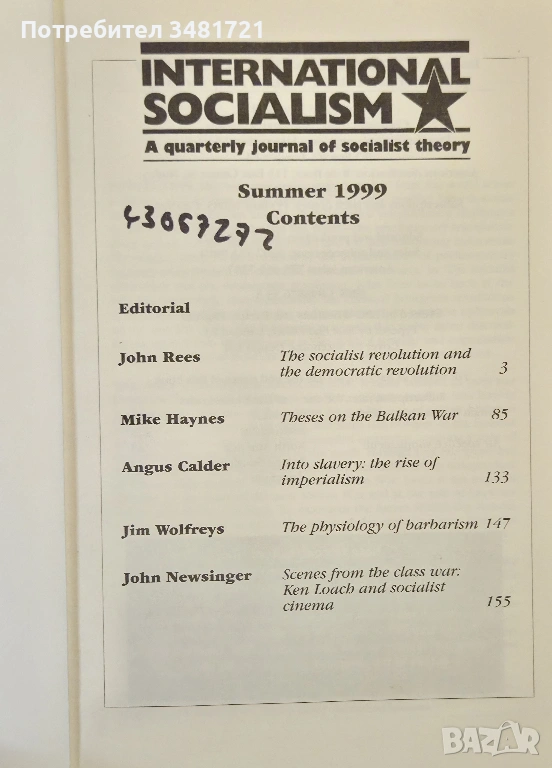 Потребител 3481721
INTERNATIONAL
SOCIALISM
A quarterly journal of socialist theory
Summer 1999
Contents
43067272
Editorial
John Rees The socialist revolution and
the democratic revolution 3
Mike Haynes Theses on the Balkan War 85
Angus Calder Into slavery: the rise of
imperialism 133
Jim Wolfreys The physiology of barbarism 147
John Newsinger Scenes from the class war:
Ken Loach and socialist
cinema 155
BAZAR